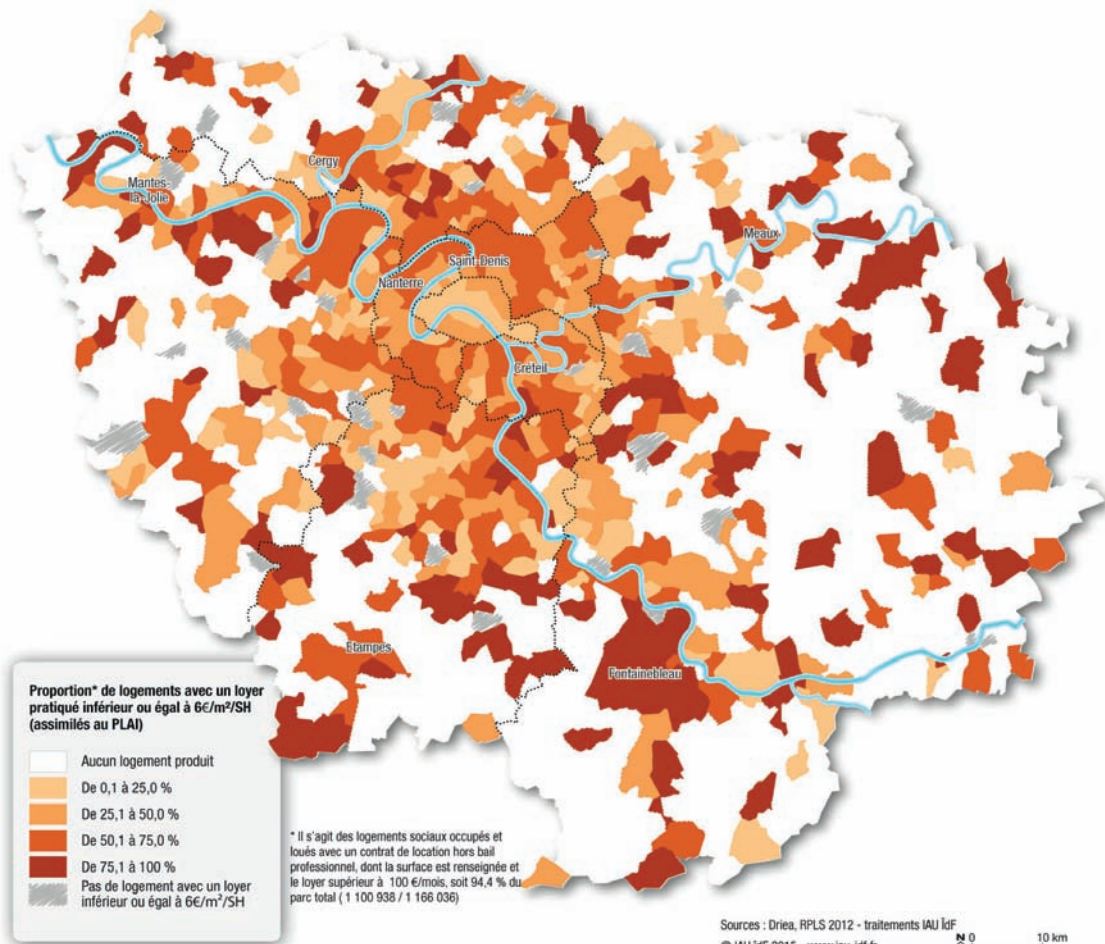 Cergy
Mantes-
la-Jolie
Meaux
Saint-Denis
Nanterre
Créteil
Etampes
Fontainebleau
Proportion* de logements avec un loyer
pratiqué inférieur ou égal à 6€/m²/SH
(assimilés au PLAI)
Aucun logement produit
De 0,1 à 25,0 %
De 25,1 à 50,0 %
De 50,1 à 75,0 %
De 75,1 à 100 %
Pas de logement avec un loyer
inférieur ou égal à 6€/m²/SH
* Il s'agit des logements sociaux occupés et
loués avec un contrat de location hors bail
professionnel, dont la surface est renseignée et
le loyer supérieur à 100 €/mois, soit 94,4 % du
parc total ( 1 100 938 / 1 166 036)
Sources : Driea, RPLS 2012 - traitements IAU îdF
N 0 10 km